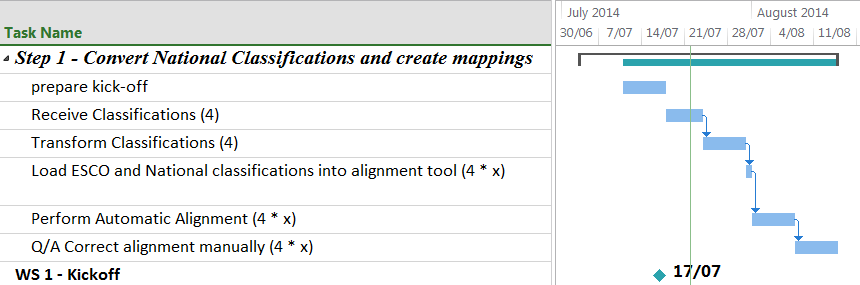 July 2014 August 2014
Task Name 30/06 7/07 14/07 21/07 28/07 4/08 11/08
Step 1 - Convert National Classifications and create mappings
prepare kick-off
Receive Classifications (4)
Transform Classifications (4)
Load ESCO and National classifications into alignment tool (4 * x)
Perform Automatic Alignment (4 * x)
Q/A Correct alignment manually (4 * x)
WS 1 - Kickoff 17/07